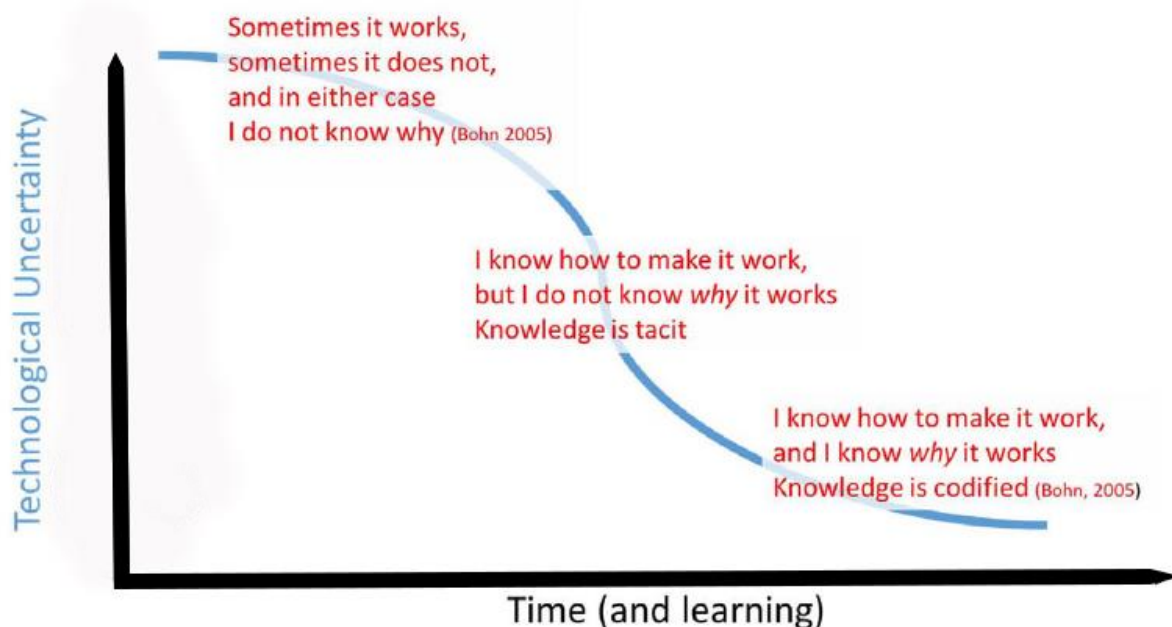 Sometimes it works,
sometimes it does not,
and in either case
I do not know why (Bohn 2005)
Technological Uncertainty
I know how to make it work,
but I do not know why it works
Knowledge is tacit
I know how to make it work,
and I know why it works
Knowledge is codified (Bohn, 2005)
Time (and learning)